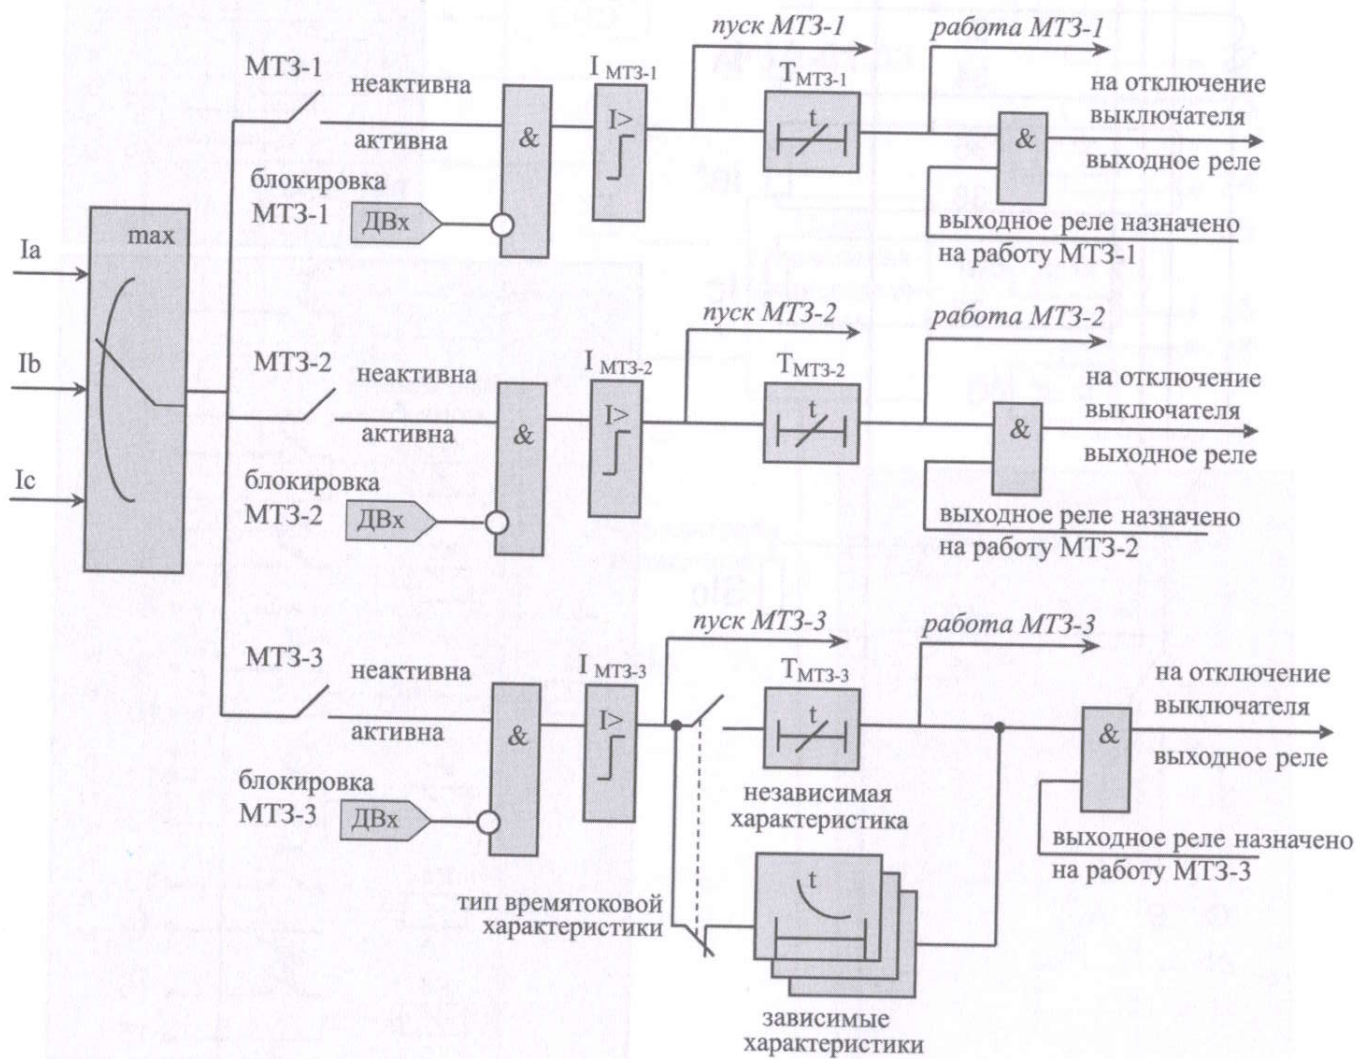 пуск МТЗ-1
работа МТЗ-1
МТЗ-1
неактивна
активна
I МТЗ-1
TМТЗ-1
на отключение
выключателя
выходное реле
max
&
I>
t
&
блокировка
МТЗ-1
ДВх
выходное реле назначено
на работу МТЗ-1
Ia
Ib
Ic
пуск МТЗ-2
работа МТЗ-2
МТЗ-2
неактивна
активна
I МТЗ-2
TМТЗ-2
на отключение
выключателя
выходное реле
&
I>
t
&
блокировка
МТЗ-2
ДВх
выходное реле назначено
на работу МТЗ-2
пуск МТЗ-3
работа МТЗ-3
МТЗ-3
неактивна
активна
I МТЗ-3
TМТЗ-3
на отключение
выключателя
выходное реле
&
I>
t
&
блокировка
МТЗ-3
ДВх
независимая
характеристика
выходное реле назначено
на работу МТЗ-3
тип времятоковой
характеристики
t
зависимые
характеристики